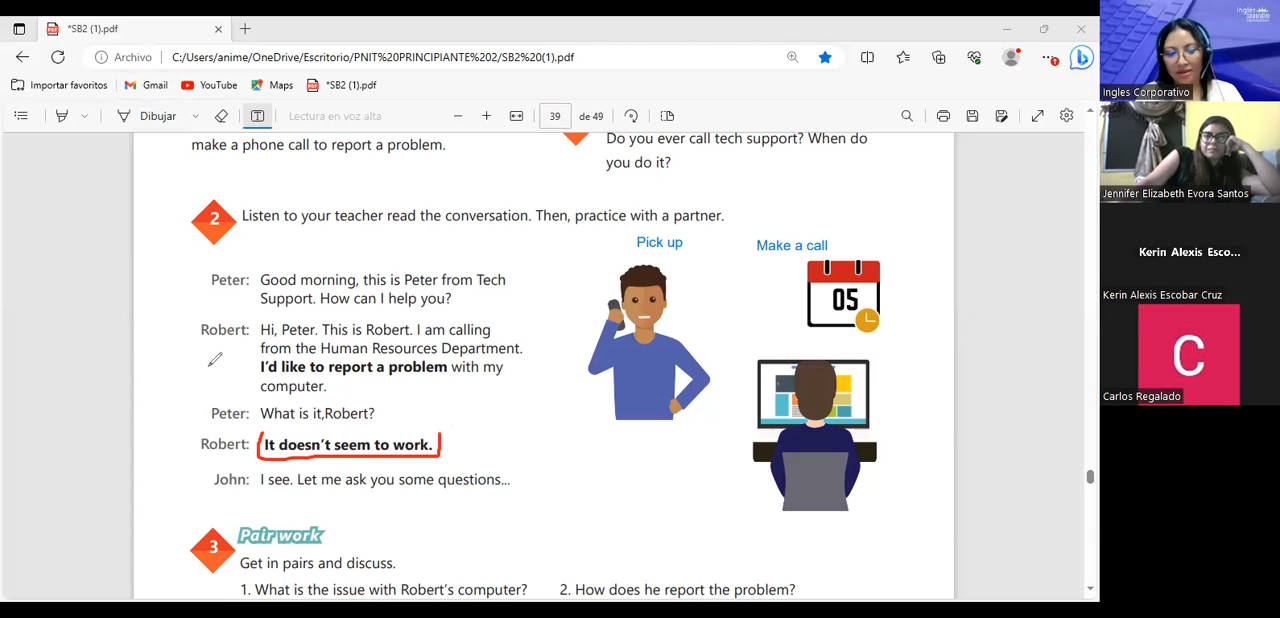 *SB2 (1).pdf
Archivo
C:/Users/anime/OneDrive/Escritorio/PNIT%20PRINCIPIANTE%202/SB2%20(1).pdf
Importar favoritos
Gmail
YouTube
Maps
*SB2 (1).pdf
Dibujar
Lectura en voz alta
39
de 49
make a phone call to report a problem.
Do you ever call tech support? When do
you do it?
2
Listen to your teacher read the conversation. Then, practice with a partner.
Pick up
Make a call
05
Peter: Good morning, this is Peter from Tech
Support. How can I help you?
Robert: Hi, Peter. This is Robert. I am calling
from the Human Resources Department.
I'd like to report a problem with my
computer.
Peter: What is it,Robert?
Robert: It doesn't seem to work.
John: I see. Let me ask you some questions...
3
Pair work
Get in pairs and discuss.
1. What is the issue with Robert's computer?
2. How does he report the problem?
Ingles Corporativo
Jennifer Elizabeth Evora Santos
Kerin Alexis Esco...
Kerin Alexis Escobar Cruz
C
Carlos Regalado